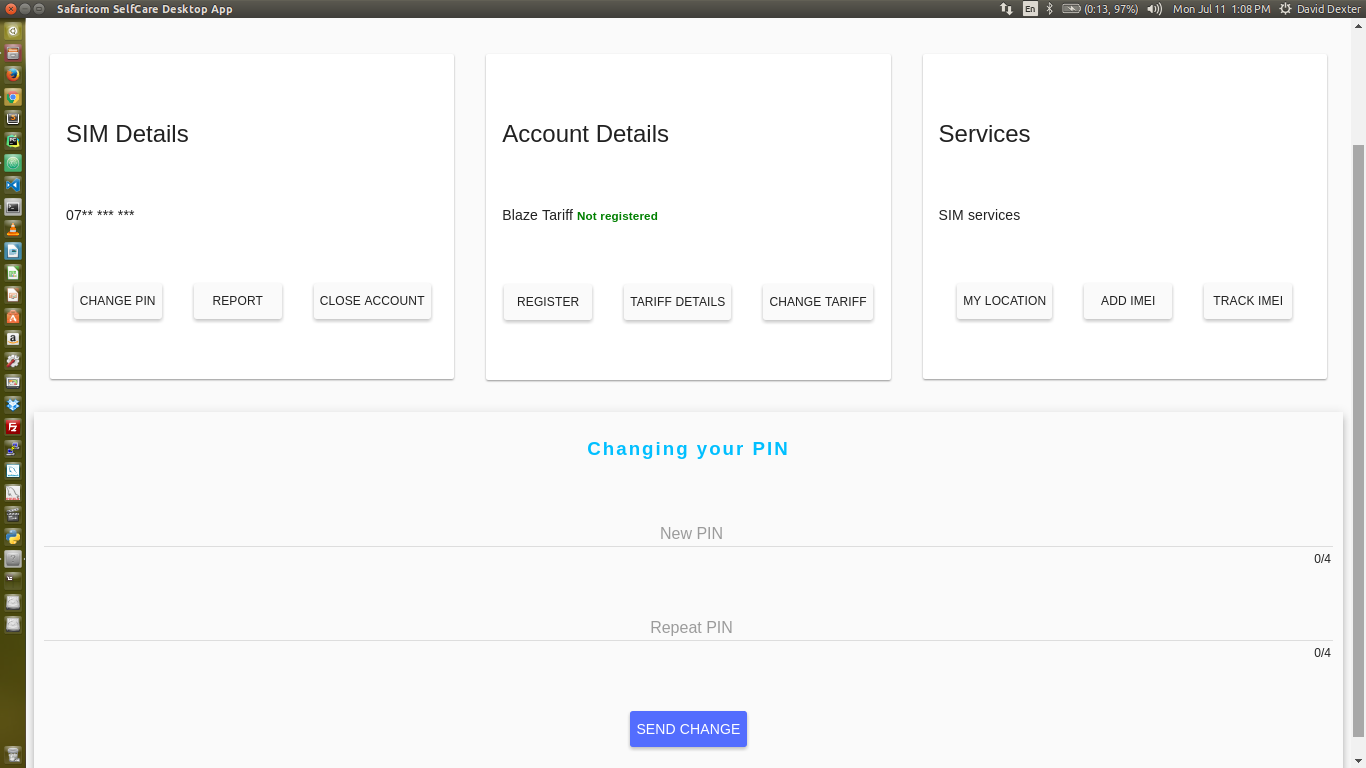 Safaricom SelfCare Desktop App
En (0:13, 97%) Mon Jul 11 1:08 PM David Dexter
SIM Details
07** *** ***
CHANGE PIN REPORT CLOSE ACCOUNT
Account Details
Blaze Tariff Not registered
REGISTER TARIFF DETAILS CHANGE TARIFF
Services
SIM services
MY LOCATION ADD IMEI TRACK IMEI
Changing your PIN
New PIN
0/4
Repeat PIN
0/4
SEND CHANGE